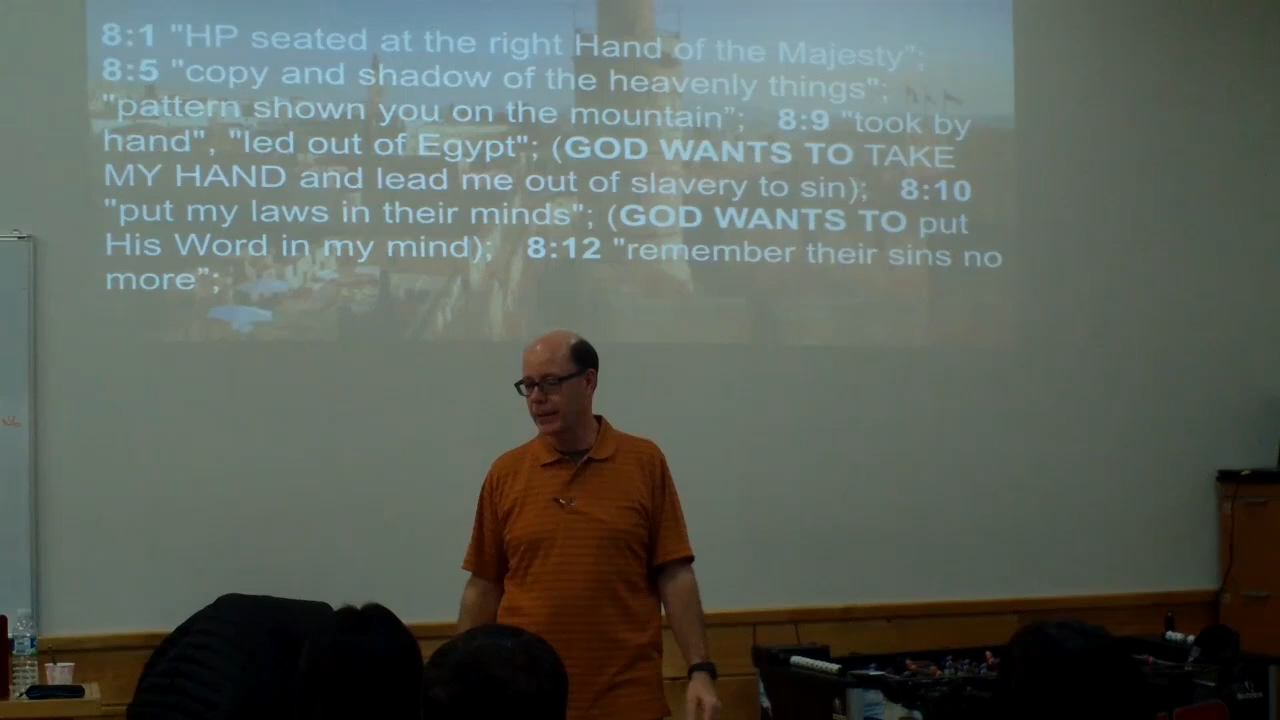 8:1 "HP seated at the right Hand of the Majesty";
8:5 "copy and shadow of the heavenly things";
"pattern shown you on the mountain"; 8:9 "took by
hand", "led out of Egypt"; (GOD WANTS TO TAKE
MY HAND and lead me out of slavery to sin); 8:10
"put my laws in their minds"; (GOD WANTS TO put
His Word in my mind); 8:12 "remember their sins no
more";